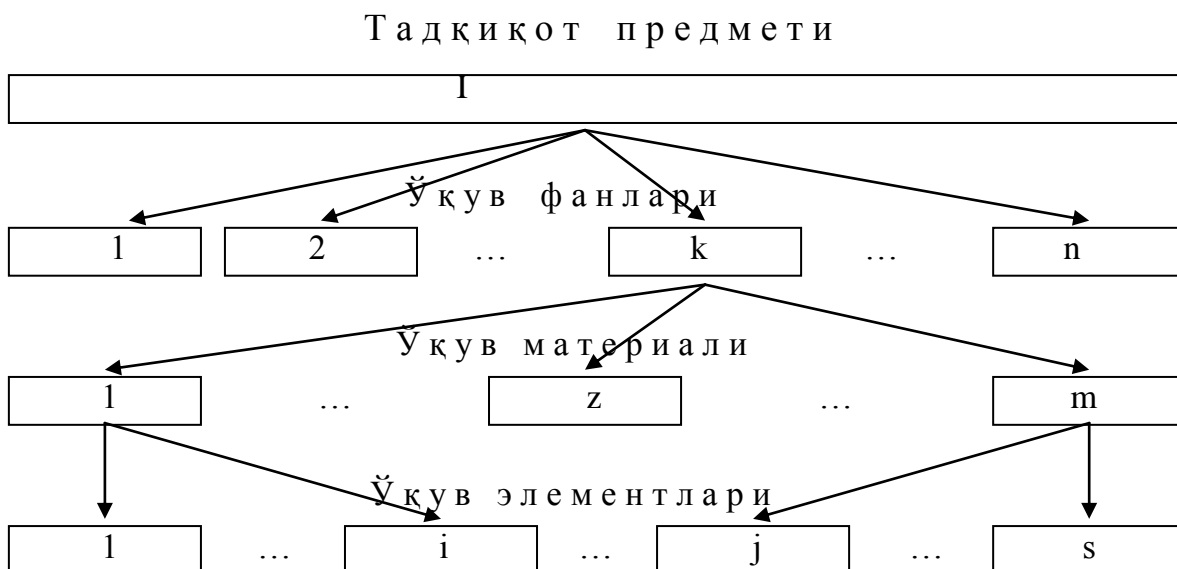 Тадқиқот предмети
I
Ўқув фанлари
1 2 … k … n
Ўқув материали
1 … z … m
Ўқув элементлари
1 … i … j … s